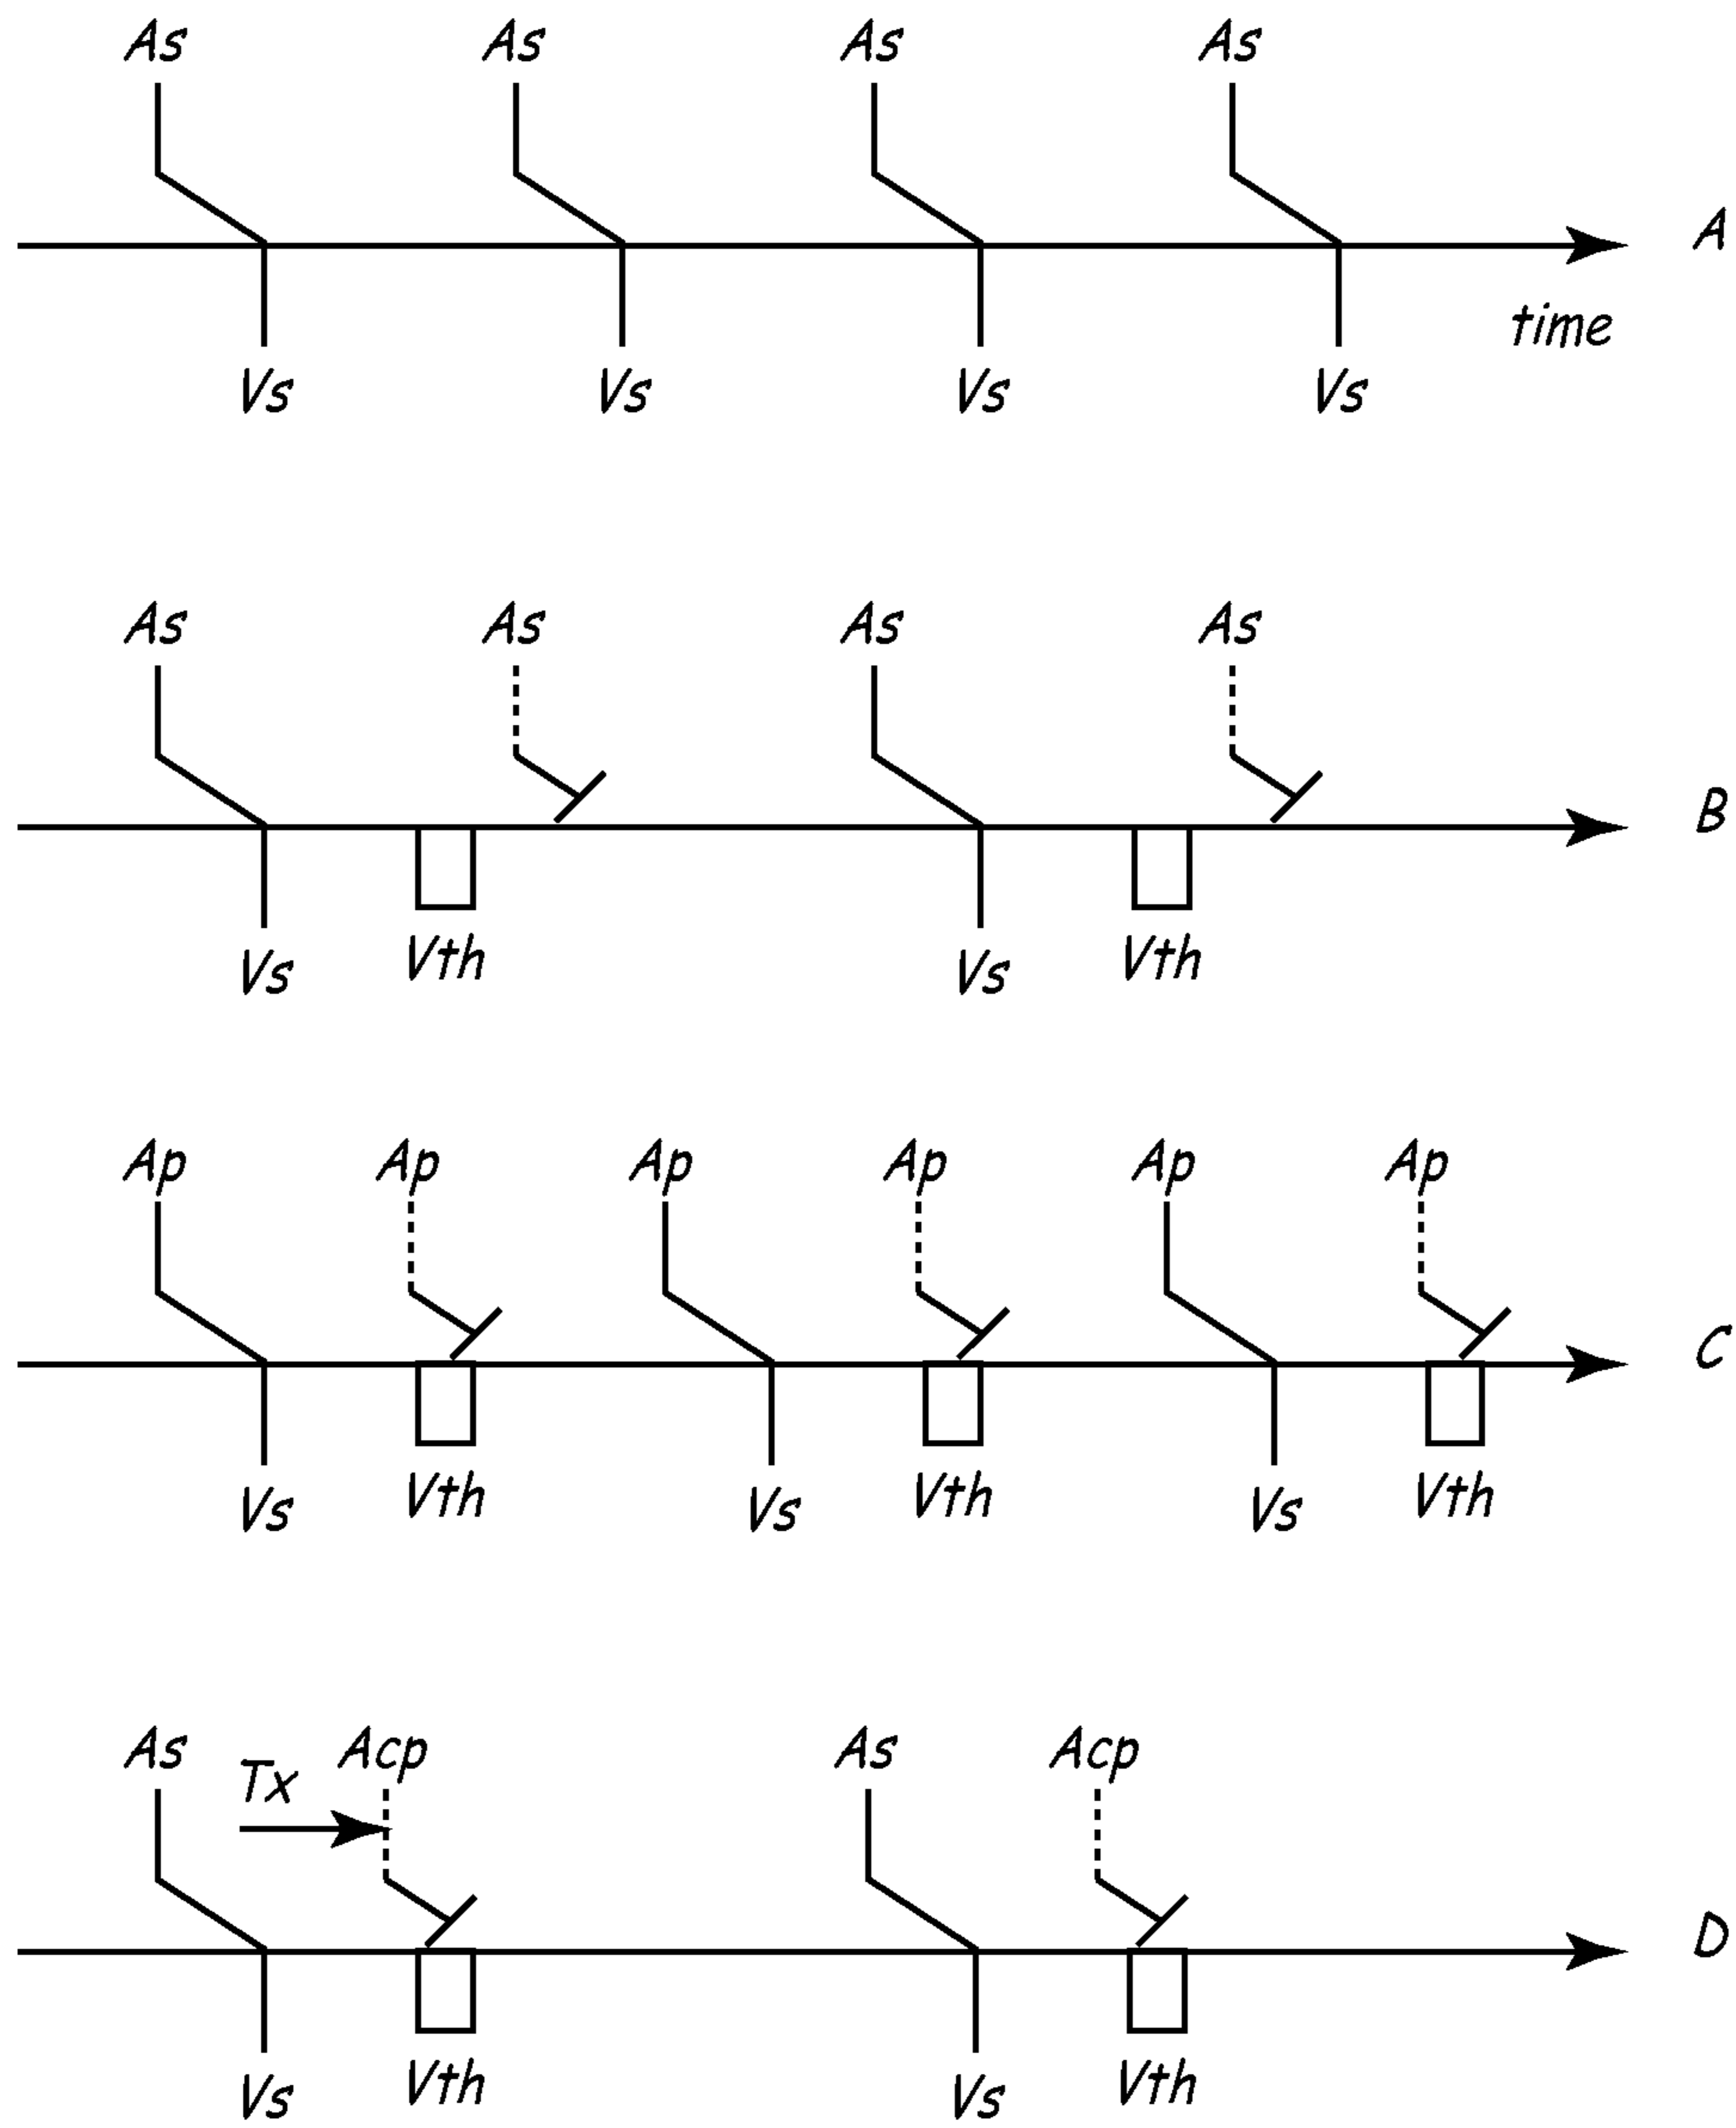 As As As As
A
time
Vs Vs Vs Vs
As As As As
B
Vs Vth Vs Vth
Ap Ap Ap Ap Ap Ap
C
Vs Vth Vs Vth Vs Vth
As Tx Acp As Acp
D
Vs Vth Vs Vth